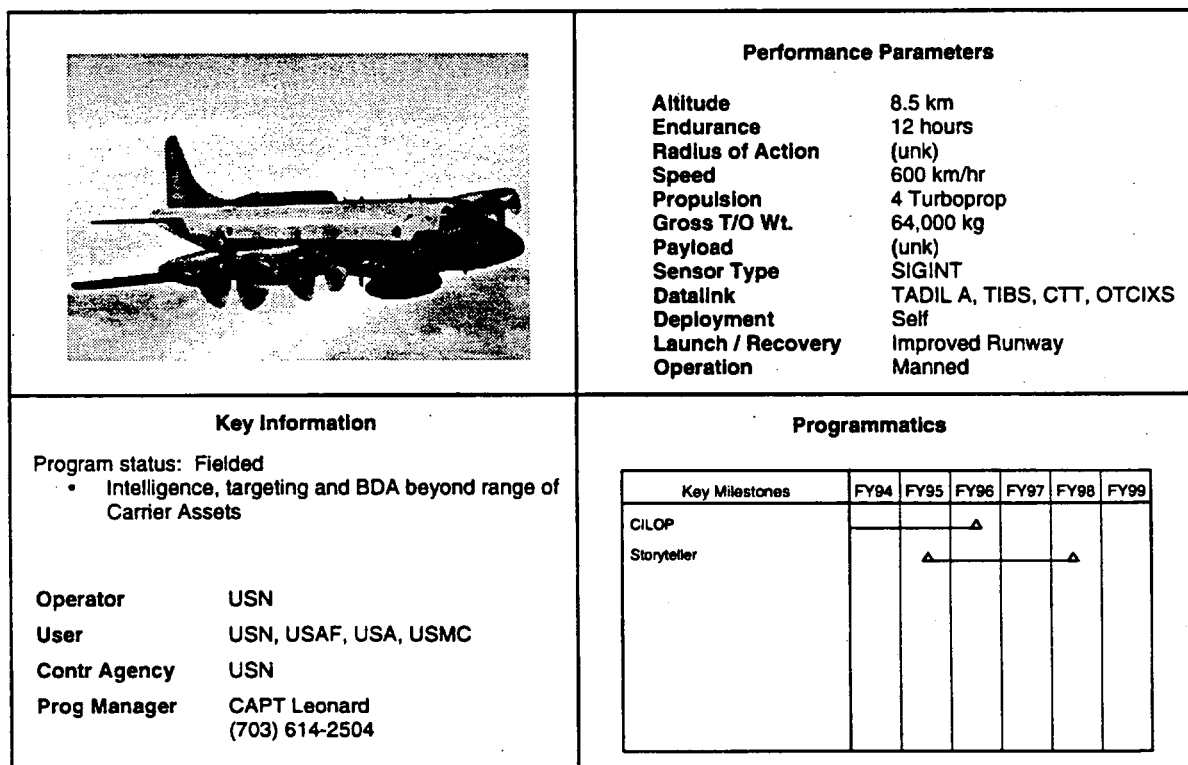 Performance Parameters
Altitude 8.5 km
Endurance 12 hours
Radius of Action (unk)
Speed 600 km/hr
Propulsion 4 Turboprop
Gross T/O Wt. 64,000 kg
Payload (unk)
Sensor Type SIGINT
Datalink TADIL A, TIBS, CTT, OTCIXS
Deployment Self
Launch / Recovery Improved Runway
Operation Manned
Key Information
Program status: Fielded
• Intelligence, targeting and BDA beyond range of
Carrier Assets
Operator USN
User USN, USAF, USA, USMC
Contr Agency USN
Prog Manager CAPT Leonard
(703) 614-2504
Programmatics
Key Milestones FY94 FY95 FY96 FY97 FY98 FY99
CILOP
Storyteller